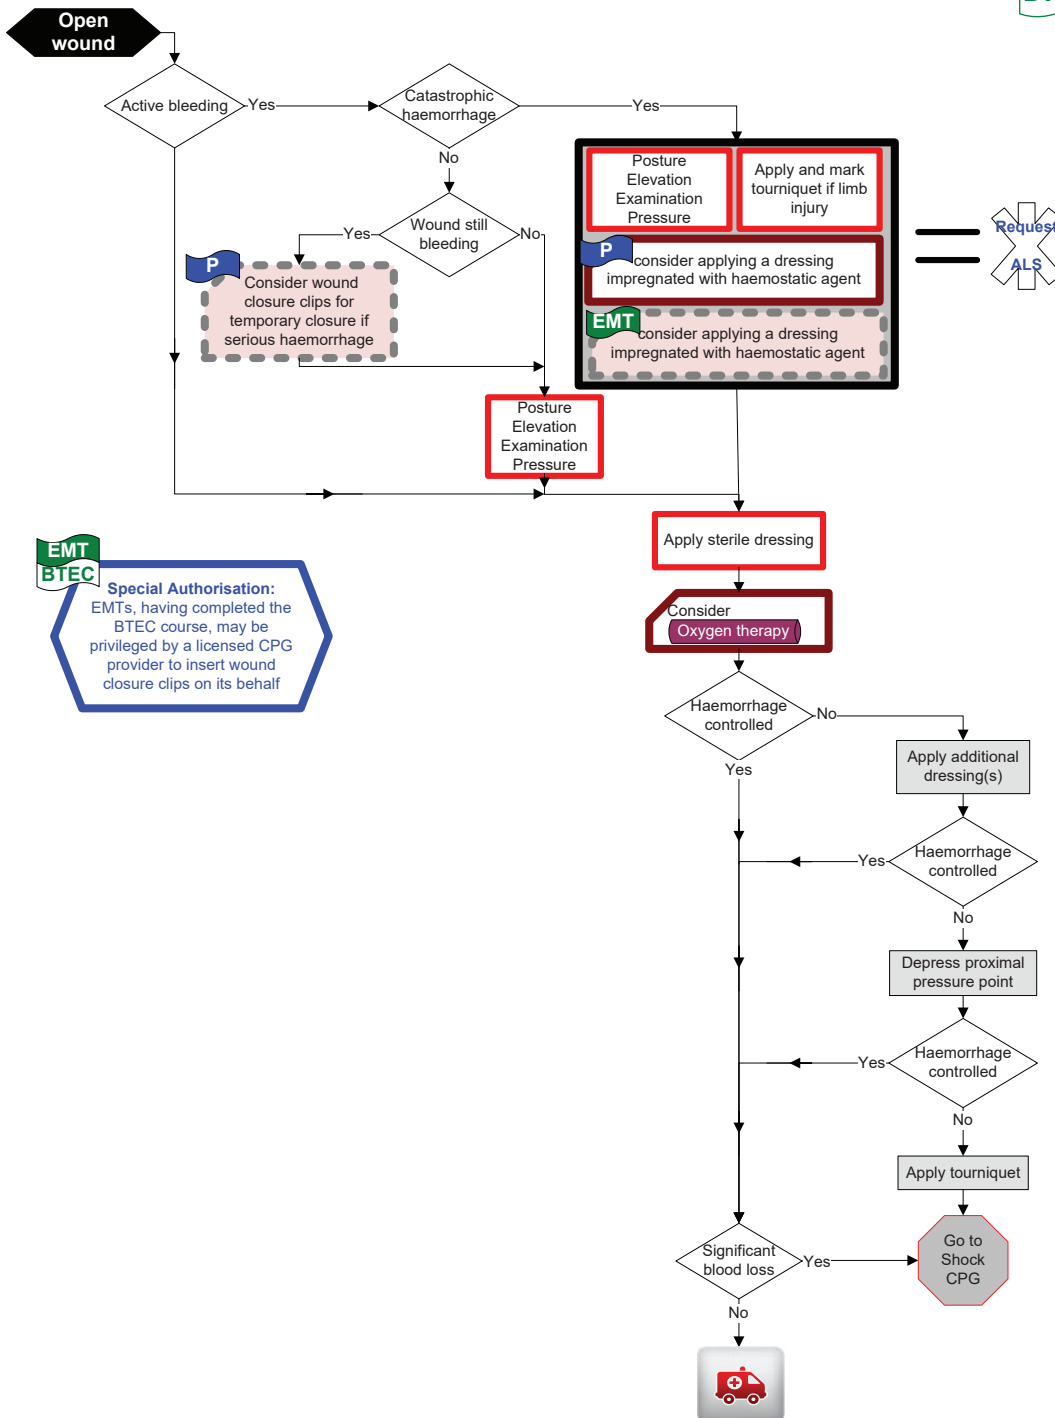 Open
wound
Active bleeding
Yes
Catastrophic
haemorrhage
Yes
No
Posture
Elevation
Examination
Pressure
Apply and mark
tourniquet if limb
injury
Request
ALS
Wound still
bleeding
Yes
No
P
Consider wound
closure clips for
temporary closure if
serious haemorrhage
P
consider applying a dressing
impregnated with haemostatic agent
EMT
consider applying a dressing
impregnated with haemostatic agent
Posture
Elevation
Examination
Pressure
Apply sterile dressing
EMT
BTEC
Special Authorisation:
EMTs, having completed the
BTEC course, may be
privileged by a licensed CPG
provider to insert wound
closure clips on its behalf
Consider
Oxygen therapy
Haemorrhage
controlled
No
Yes
Apply additional
dressing(s)
Haemorrhage
controlled
Yes
No
Depress proximal
pressure point
Haemorrhage
controlled
Yes
No
Apply tourniquet
Significant
blood loss
Yes
Go to
Shock
CPG
No